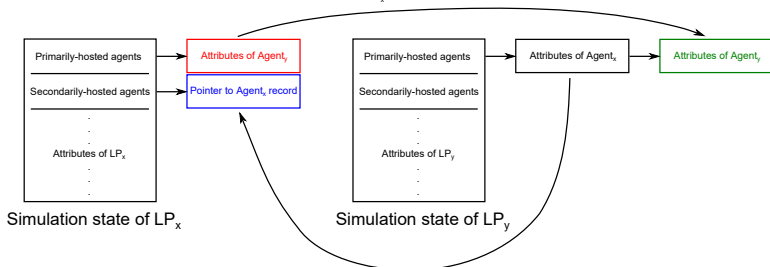 x
Primarily-hosted agents
Attributes of Agenty
Primarily-hosted agents
Attributes of Agentx
Attributes of Agenty
Secondarily-hosted agents
Pointer to Agentx record
Secondarily-hosted agents
.
.
Attributes of LPx
.
.
.
.
.
Attributes of LPy
.
.
.
Simulation state of LPx
Simulation state of LPy